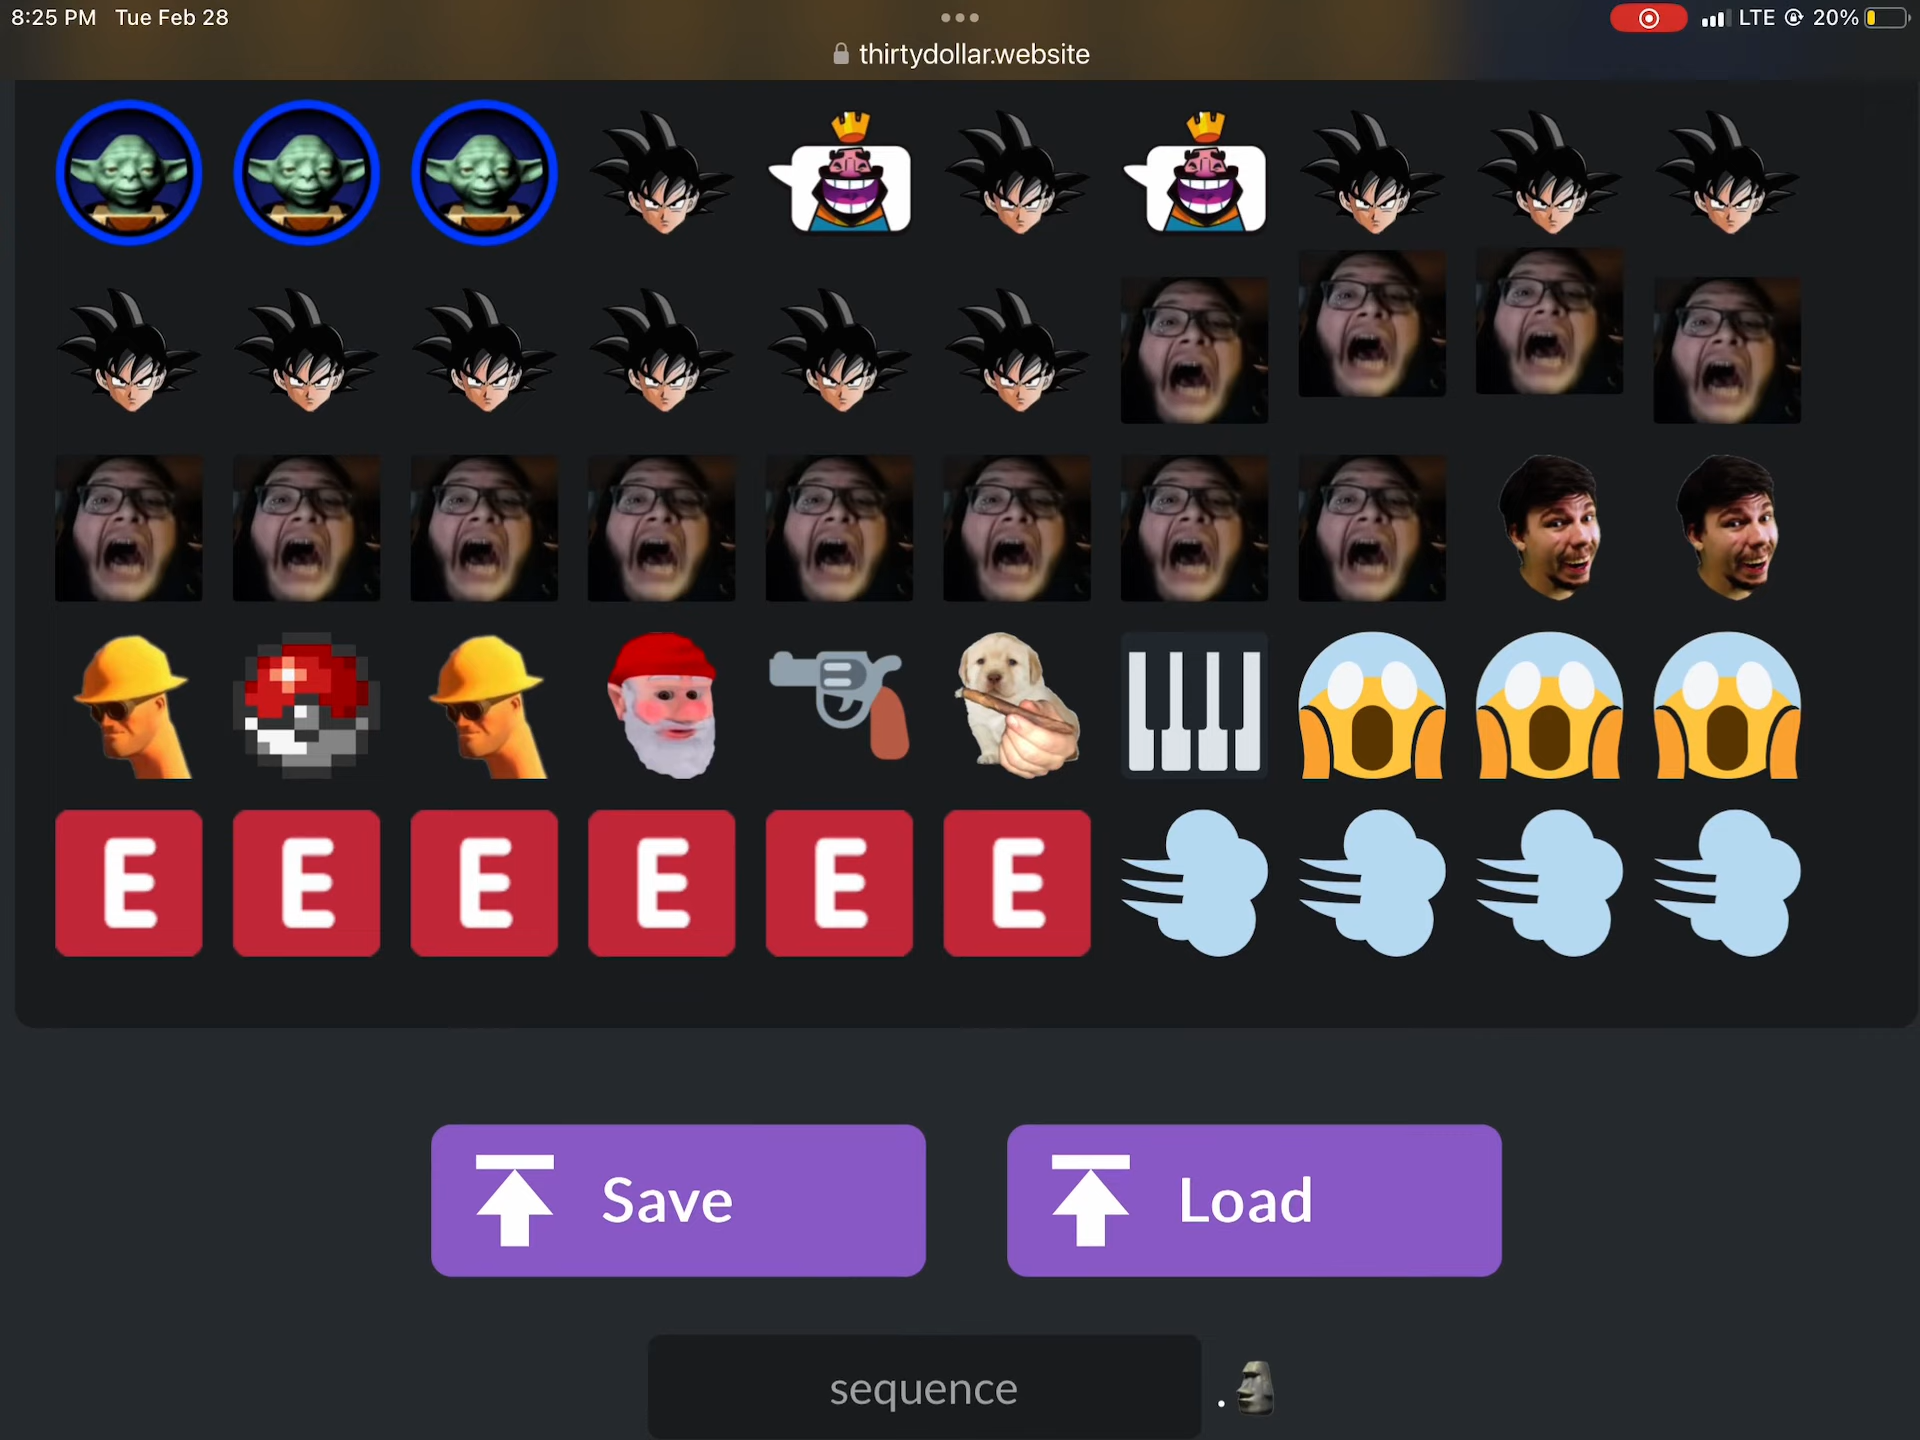 8:25 PM Tue Feb 28
LTE 20%
thirtydollar.website
E E E E E E
Save
Load
sequence
.